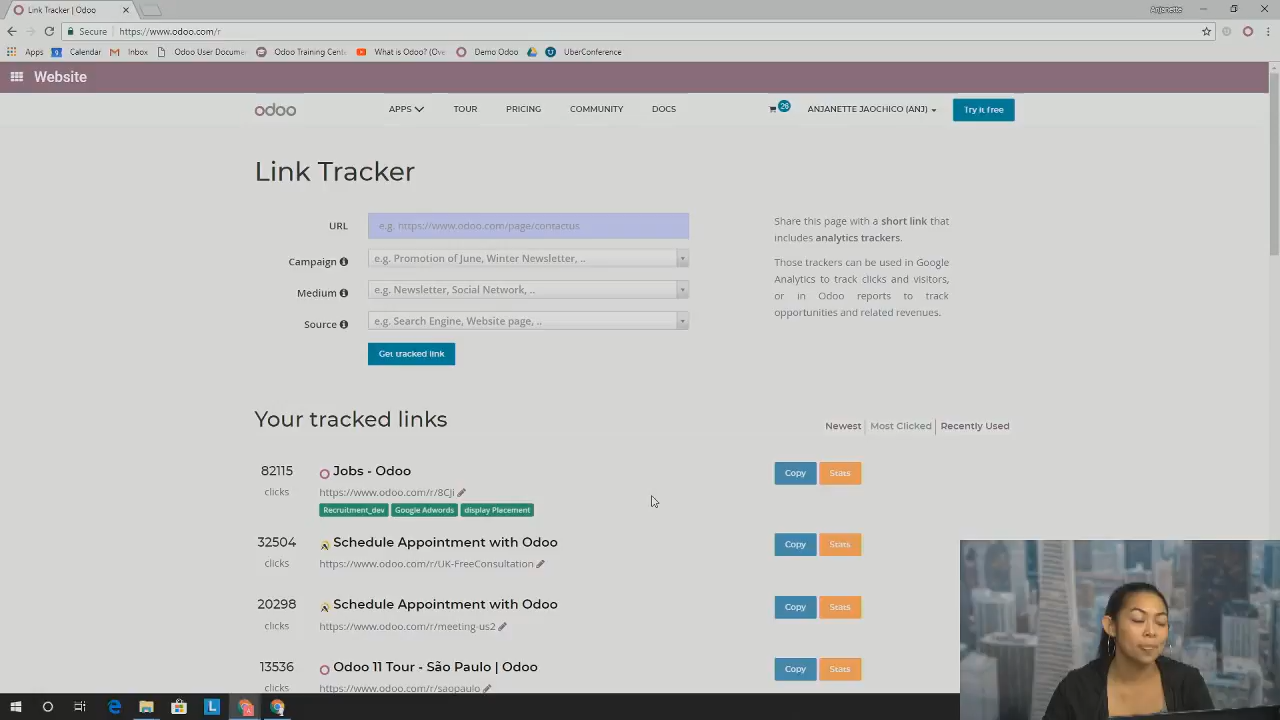 Link Tracker | Odoo
Anjanette
Secure
https://www.odoo.com/r
Apps
Calendar
Inbox
Odoo User Docume
Odoo Training Cent
What is Odoo? (Ove
Demo Odoo
UberConference
Website
odoo
APPS
TOUR
PRICING
COMMUNITY
DOCS
26
ANJANETTE JAOCHICO (ANJ)
Try it free
Link Tracker
URL
e.g. https://www.odoo.com/page/contactus
Campaign
e.g. Promotion of June, Winter Newsletter, ..
Medium
e.g. Newsletter, Social Network, ..
Source
e.g. Search Engine, Website page, ..
Get tracked link
Share this page with a short link that
includes analytics trackers.
Those trackers can be used in Google
Analytics to track clicks and visitors,
or in Odoo reports to track
opportunities and related revenues.
Your tracked links
Newest
Most Clicked
Recently Used
82115
clicks
Jobs - Odoo
https://www.odoo.com/r/8CJi
Recruitment_dev
Google Adwords
display Placement
Copy
Stats
32504
clicks
Schedule Appointment with Odoo
https://www.odoo.com/r/UK-FreeConsultation
Copy
Stats
20298
clicks
Schedule Appointment with Odoo
https://www.odoo.com/r/meeting-us2
Copy
Stats
13536
clicks
Odoo 11 Tour - São Paulo | Odoo
https://www.odoo.com/r/saopaulo
Copy
Stats